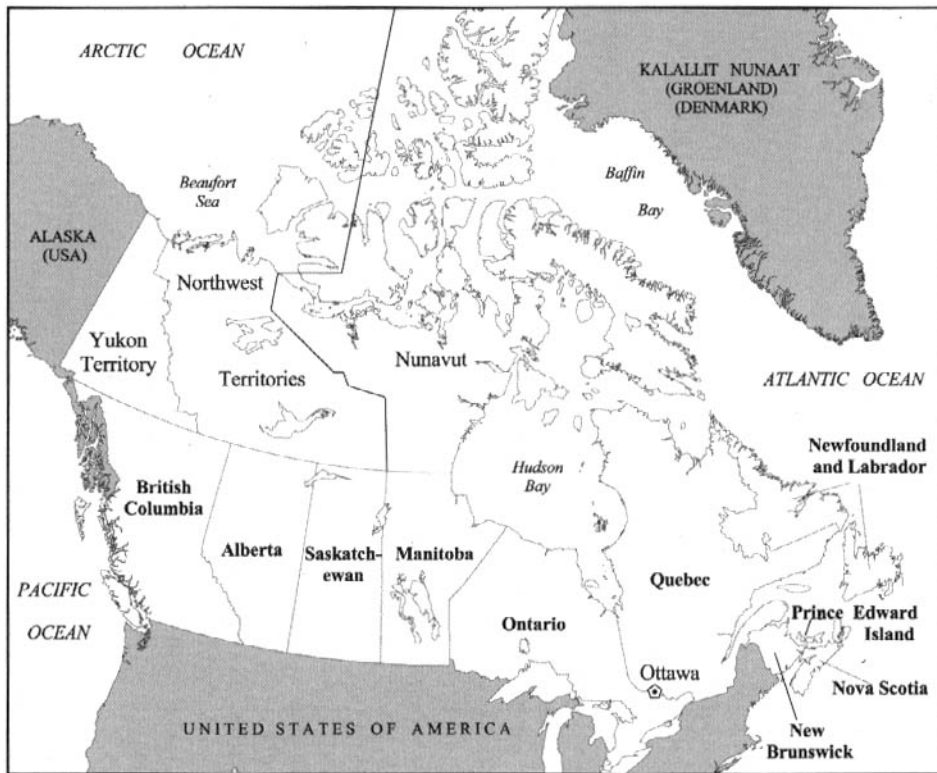 ARCTIC OCEAN
KALALLIT NUNAAT
(GROENLAND)
(DENMARK)
Beaufort
Sea
Baffin
Bay
ALASKA
(USA)
Northwest
Yukon
Territory
Territories
Nunavut
ATLANTIC OCEAN
Newfoundland
and Labrador
Hudson
Bay
British
Columbia
Alberta
Saskatch-
ewan
Manitoba
Quebec
PACIFIC
OCEAN
Ontario
Prince Edward
Island
Ottawa
Nova Scotia
UNITED STATES OF AMERICA
New
Brunswick